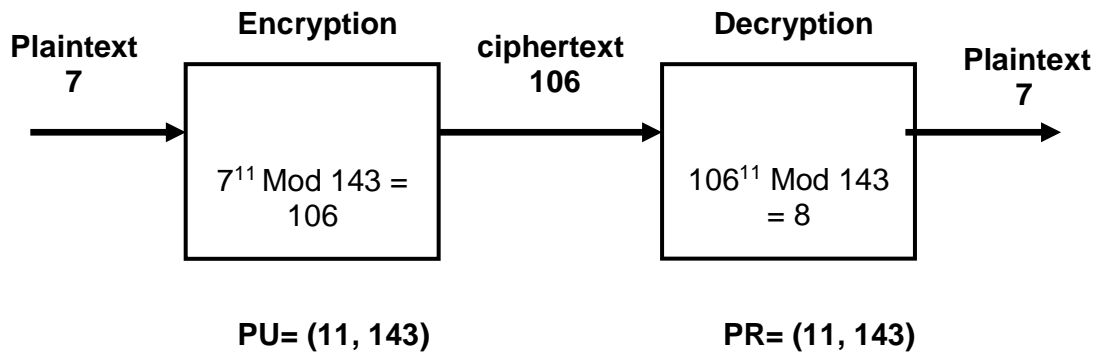 Encryption
Plaintext
7
7¹¹ Mod 143 =
106
PU= (11, 143)
ciphertext
106
Decryption
106¹¹ Mod 143
= 8
PR= (11, 143)
Plaintext
7